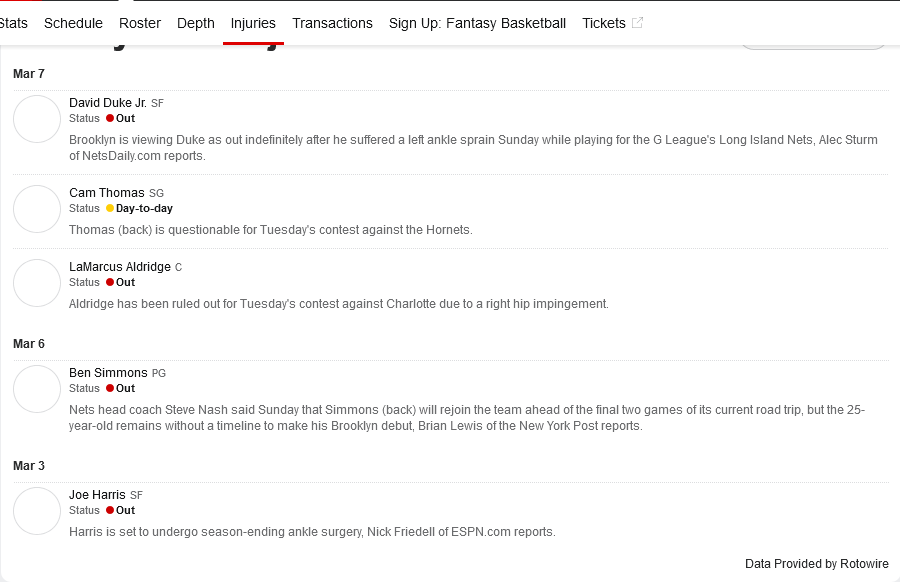 Stats Schedule Roster Depth Injuries Transactions Sign Up: Fantasy Basketball Tickets
Mar 7
David Duke Jr. SF
Status Out
Brooklyn is viewing Duke as out indefinitely after he suffered a left ankle sprain Sunday while playing for the G League's Long Island Nets, Alec Sturm
of NetsDaily.com reports.
Cam Thomas SG
Status Day-to-day
Thomas (back) is questionable for Tuesday's contest against the Hornets.
LaMarcus Aldridge C
Status Out
Aldridge has been ruled out for Tuesday's contest against Charlotte due to a right hip impingement.
Mar 6
Ben Simmons PG
Status Out
Nets head coach Steve Nash said Sunday that Simmons (back) will rejoin the team ahead of the final two games of its current road trip, but the 25-
year-old remains without a timeline to make his Brooklyn debut, Brian Lewis of the New York Post reports.
Mar 3
Joe Harris SF
Status Out
Harris is set to undergo season-ending ankle surgery, Nick Friedell of ESPN.com reports.
Data Provided by Rotowire